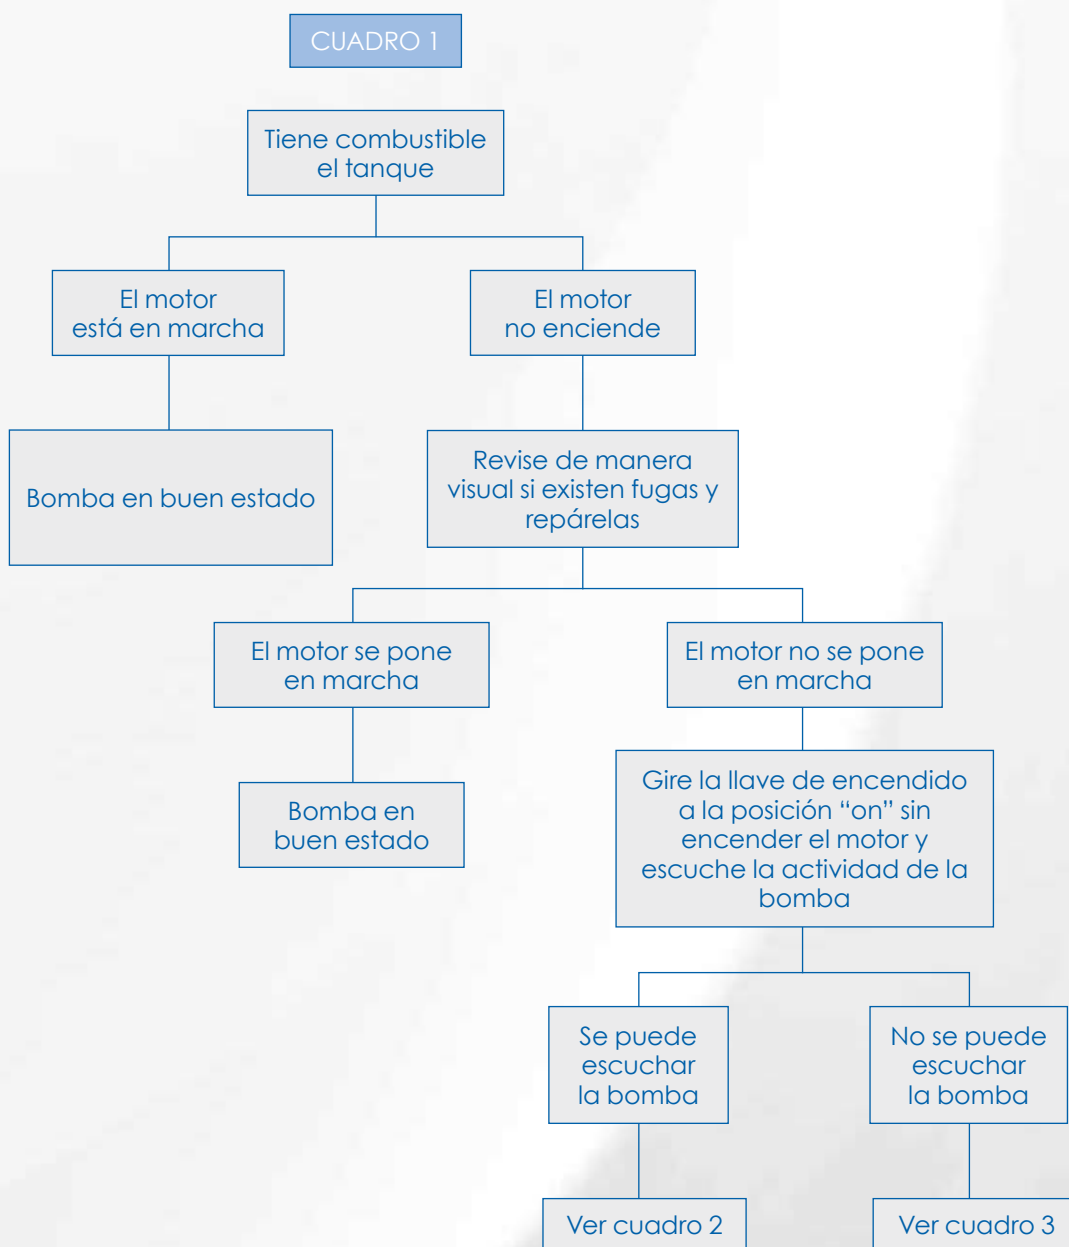 CUADRO 1
Tiene combustible
el tanque
El motor
está en marcha
El motor
no enciende
Bomba en buen estado
Revise de manera
visual si existen fugas y
repárelas
El motor se pone
en marcha
El motor no se pone
en marcha
Bomba en
buen estado
Gire la llave de encendido
a la posición “on” sin
encender el motor y
escuche la actividad de la
bomba
Se puede
escuchar
la bomba
No se puede
escuchar
la bomba
Ver cuadro 2
Ver cuadro 3